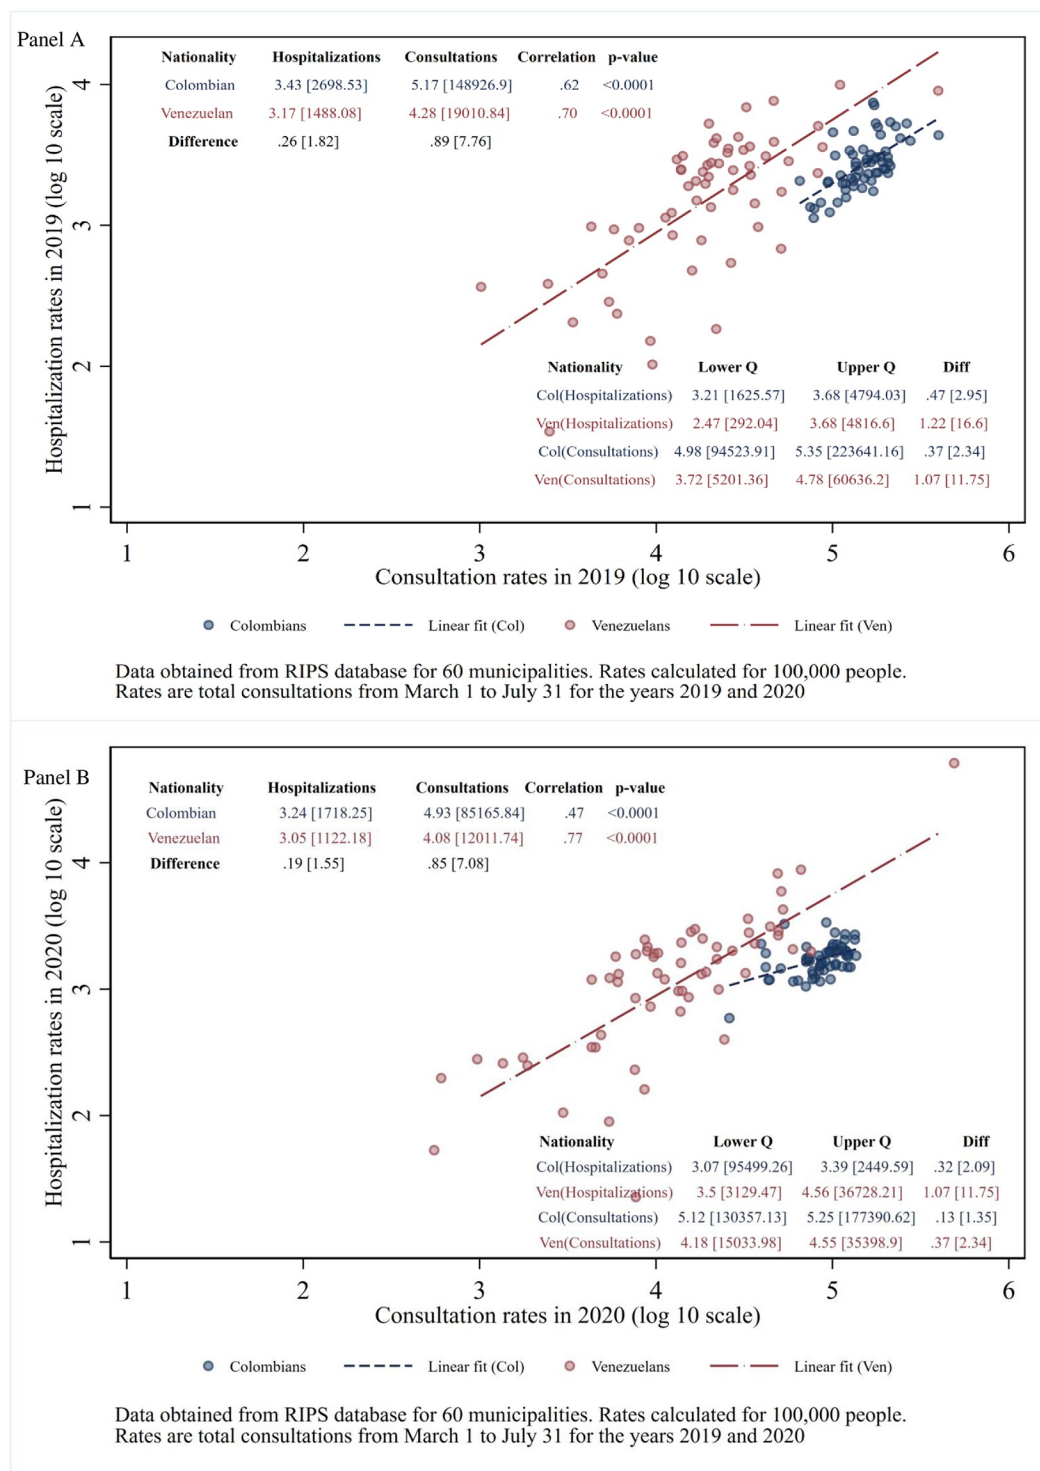 Panel A
Nationality Hospitalizations Consultations Correlation p-value
Colombian 3.43 [2698.53] 5.17 [148926.9] .62 <0.0001
Venezuelan 3.17 [1488.08] 4.28 [19010.84] .70 <0.0001
Difference .26 [1.82] .89 [7.76]
Hospitalization rates in 2019 (log 10 scale)
4
3
2
1
Nationality Lower Q Upper Q Diff
Col(Hospitalizations) 3.21 [1625.57] 3.68 [4794.03] .47 [2.95]
Ven(Hospitalizations) 2.47 [292.04] 3.68 [4816.6] 1.22 [16.6]
Col(Consultations) 4.98 [94523.91] 5.35 [223641.16] .37 [2.34]
Ven(Consultations) 3.72 [5201.36] 4.78 [60636.2] 1.07 [11.75]
1 2 3 4 5 6
Consultation rates in 2019 (log 10 scale)
Colombians Linear fit (Col) Venezuelans Linear fit (Ven)
Data obtained from RIPS database for 60 municipalities. Rates calculated for 100,000 people.
Rates are total consultations from March 1 to July 31 for the years 2019 and 2020
Panel B
Nationality Hospitalizations Consultations Correlation p-value
Colombian 3.24 [1718.25] 4.93 [85165.84] .47 <0.0001
Venezuelan 3.05 [1122.18] 4.08 [12011.74] .77 <0.0001
Difference .19 [1.55] .85 [7.08]
Hospitalization rates in 2020 (log 10 scale)
4
3
2
1
Nationality Lower Q Upper Q Diff
Col(Hospitalizations) 3.07 [95499.26] 3.39 [2449.59] .32 [2.09]
Ven(Hospitalizations) 3.5 [3129.47] 4.56 [36728.21] 1.07 [11.75]
Col(Consultations) 5.12 [130357.13] 5.25 [177390.62] .13 [1.35]
Ven(Consultations) 4.18 [15033.98] 4.55 [35398.9] .37 [2.34]
1 2 3 4 5 6
Consultation rates in 2020 (log 10 scale)
Colombians Linear fit (Col) Venezuelans Linear fit (Ven)
Data obtained from RIPS database for 60 municipalities. Rates calculated for 100,000 people.
Rates are total consultations from March 1 to July 31 for the years 2019 and 2020